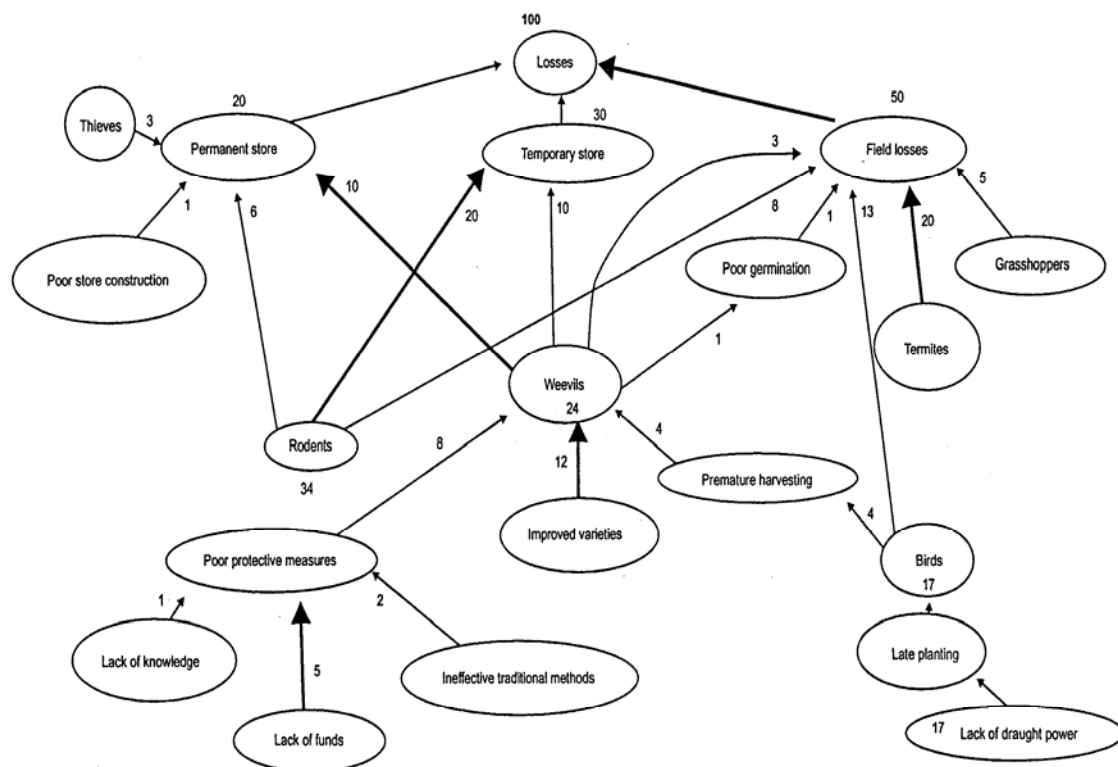 100
Losses
20
50
Thieves
3
30
Permanent store
Temporary store
3
Field losses
10
20
10
8
13
5
1
6
1
20
Poor store construction
Poor germination
Grasshoppers
1
Termites
Weevils
24
Rodents
34
8
4
12
Premature harvesting
4
Improved varieties
Poor protective measures
Birds
17
1
2
Lack of knowledge
5
Ineffective traditional methods
Late planting
Lack of funds
17
Lack of draught power